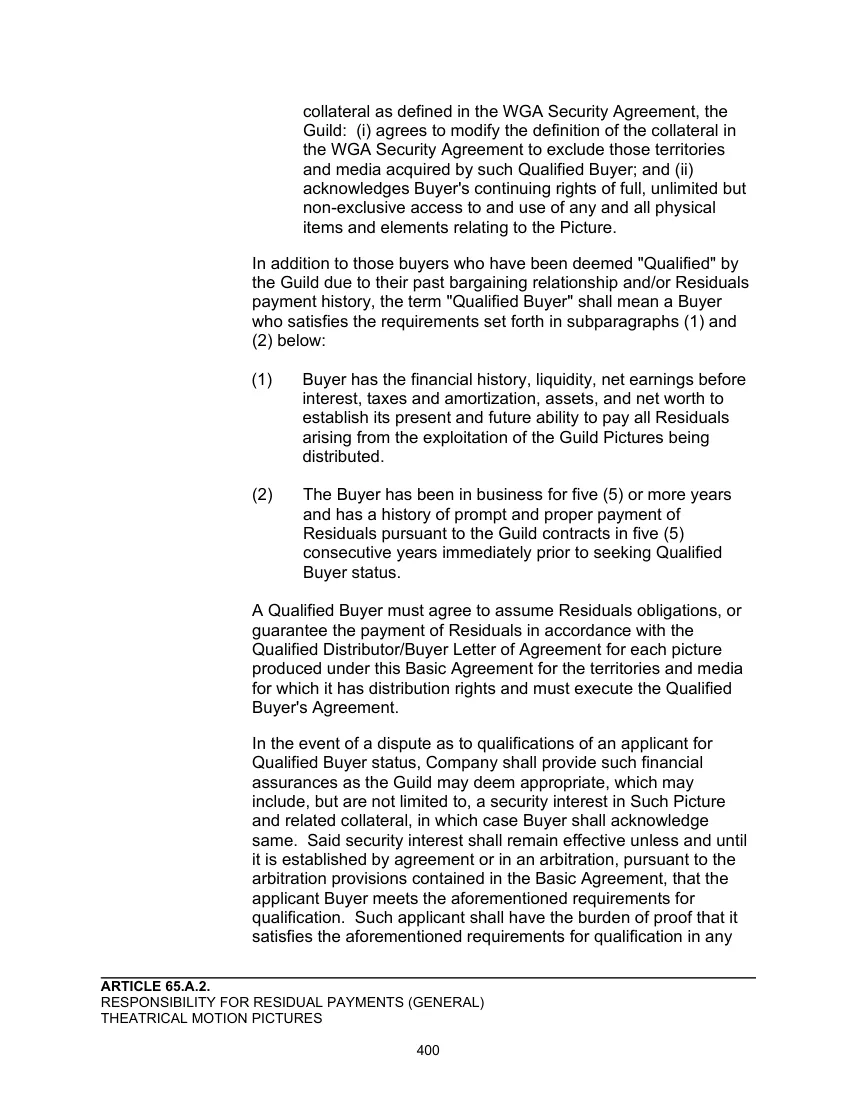 collateral as defined in the WGA Security Agreement, the
Guild:  (i) agrees to modify the definition of the collateral in
the WGA Security Agreement to exclude those territories
and media acquired by such Qualified Buyer; and (ii)
acknowledges Buyer's continuing rights of full, unlimited but
non-exclusive access to and use of any and all physical
items and elements relating to the Picture.
In addition to those buyers who have been deemed "Qualified" by
the Guild due to their past bargaining relationship and/or Residuals
payment history, the term "Qualified Buyer" shall mean a Buyer
who satisfies the requirements set forth in subparagraphs (1) and
(2) below:
(1) Buyer has the financial history, liquidity, net earnings before
interest, taxes and amortization, assets, and net worth to
establish its present and future ability to pay all Residuals
arising from the exploitation of the Guild Pictures being
distributed.
(2) The Buyer has been in business for five (5) or more years
and has a history of prompt and proper payment of
Residuals pursuant to the Guild contracts in five (5)
consecutive years immediately prior to seeking Qualified
Buyer status.
A Qualified Buyer must agree to assume Residuals obligations, or
guarantee the payment of Residuals in accordance with the
Qualified Distributor/Buyer Letter of Agreement for each picture
produced under this Basic Agreement for the territories and media
for which it has distribution rights and must execute the Qualified
Buyer's Agreement.
In the event of a dispute as to qualifications of an applicant for
Qualified Buyer status, Company shall provide such financial
assurances as the Guild may deem appropriate, which may
include, but are not limited to, a security interest in Such Picture
and related collateral, in which case Buyer shall acknowledge
same.  Said security interest shall remain effective unless and until
it is established by agreement or in an arbitration, pursuant to the
arbitration provisions contained in the Basic Agreement, that the
applicant Buyer meets the aforementioned requirements for
qualification.  Such applicant shall have the burden of proof that it
satisfies the aforementioned requirements for qualification in any
ARTICLE 65.A.2.
RESPONSIBILITY FOR RESIDUAL PAYMENTS (GENERAL)
THEATRICAL MOTION PICTURES
400